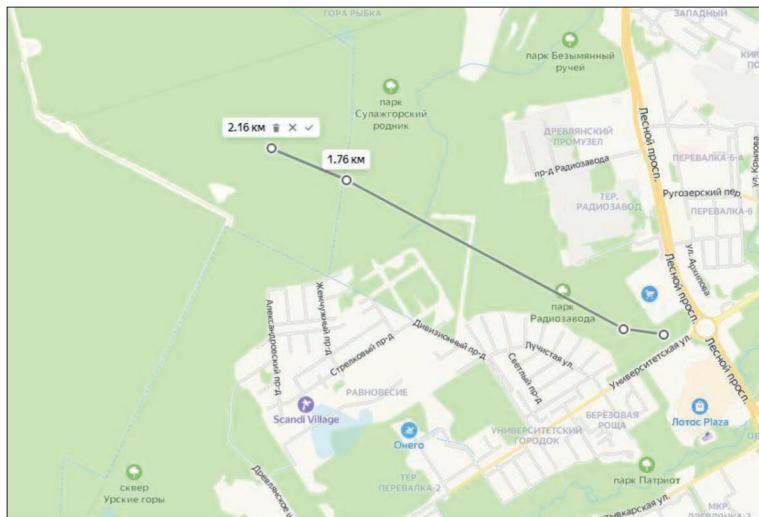 ГОРА РЫБКА
ЗАПАДНЫЙ
парк Безымянный
ручей
парк
Сулажгорский
родник
2.16 км
1.76 км
ДРЕВЛЯНСКИЙ
ПРОМУЗЕЛ
Лесной просп.
пр-д Радиозавода
ПЕРЕВАЛКА-6-А
ул. Крылова
ТЕР.
РАДИОЗАВОД
Ругозерский пер.
ПЕРЕВАЛКА-6
ул. Архипова
Лесной просп.
парк
Радиозавода
Жемчужный пр-д
Александровский пр-д
Дивизионный пр-д
Стрелковый пр-д
Лучистая ул.
Светлый пр-д
Университетская ул.
Лесной просп.
РАВНОВЕСИЕ
Scandi Village
Онего
УНИВЕРСИТЕТСКИЙ
ГОРОДОК
БЕРЁЗОВАЯ
РОЩА
Лотос Plaza
сквер
Урские горы
ТЕР.
ПЕРЕВАЛКА-2
парк Патриот
МКР.